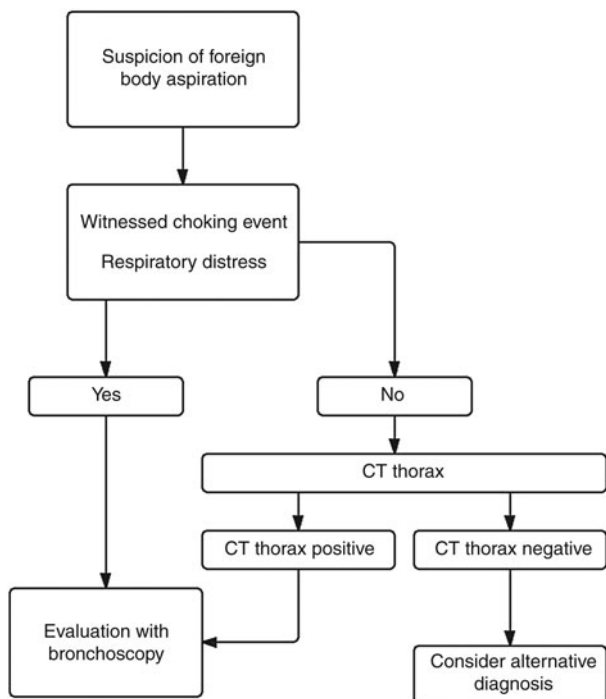 Suspicion of foreign
body aspiration
Witnessed choking event
Respiratory distress
Yes
No
CT thorax
CT thorax positive
CT thorax negative
Evaluation with
bronchoscopy
Consider alternative
diagnosis